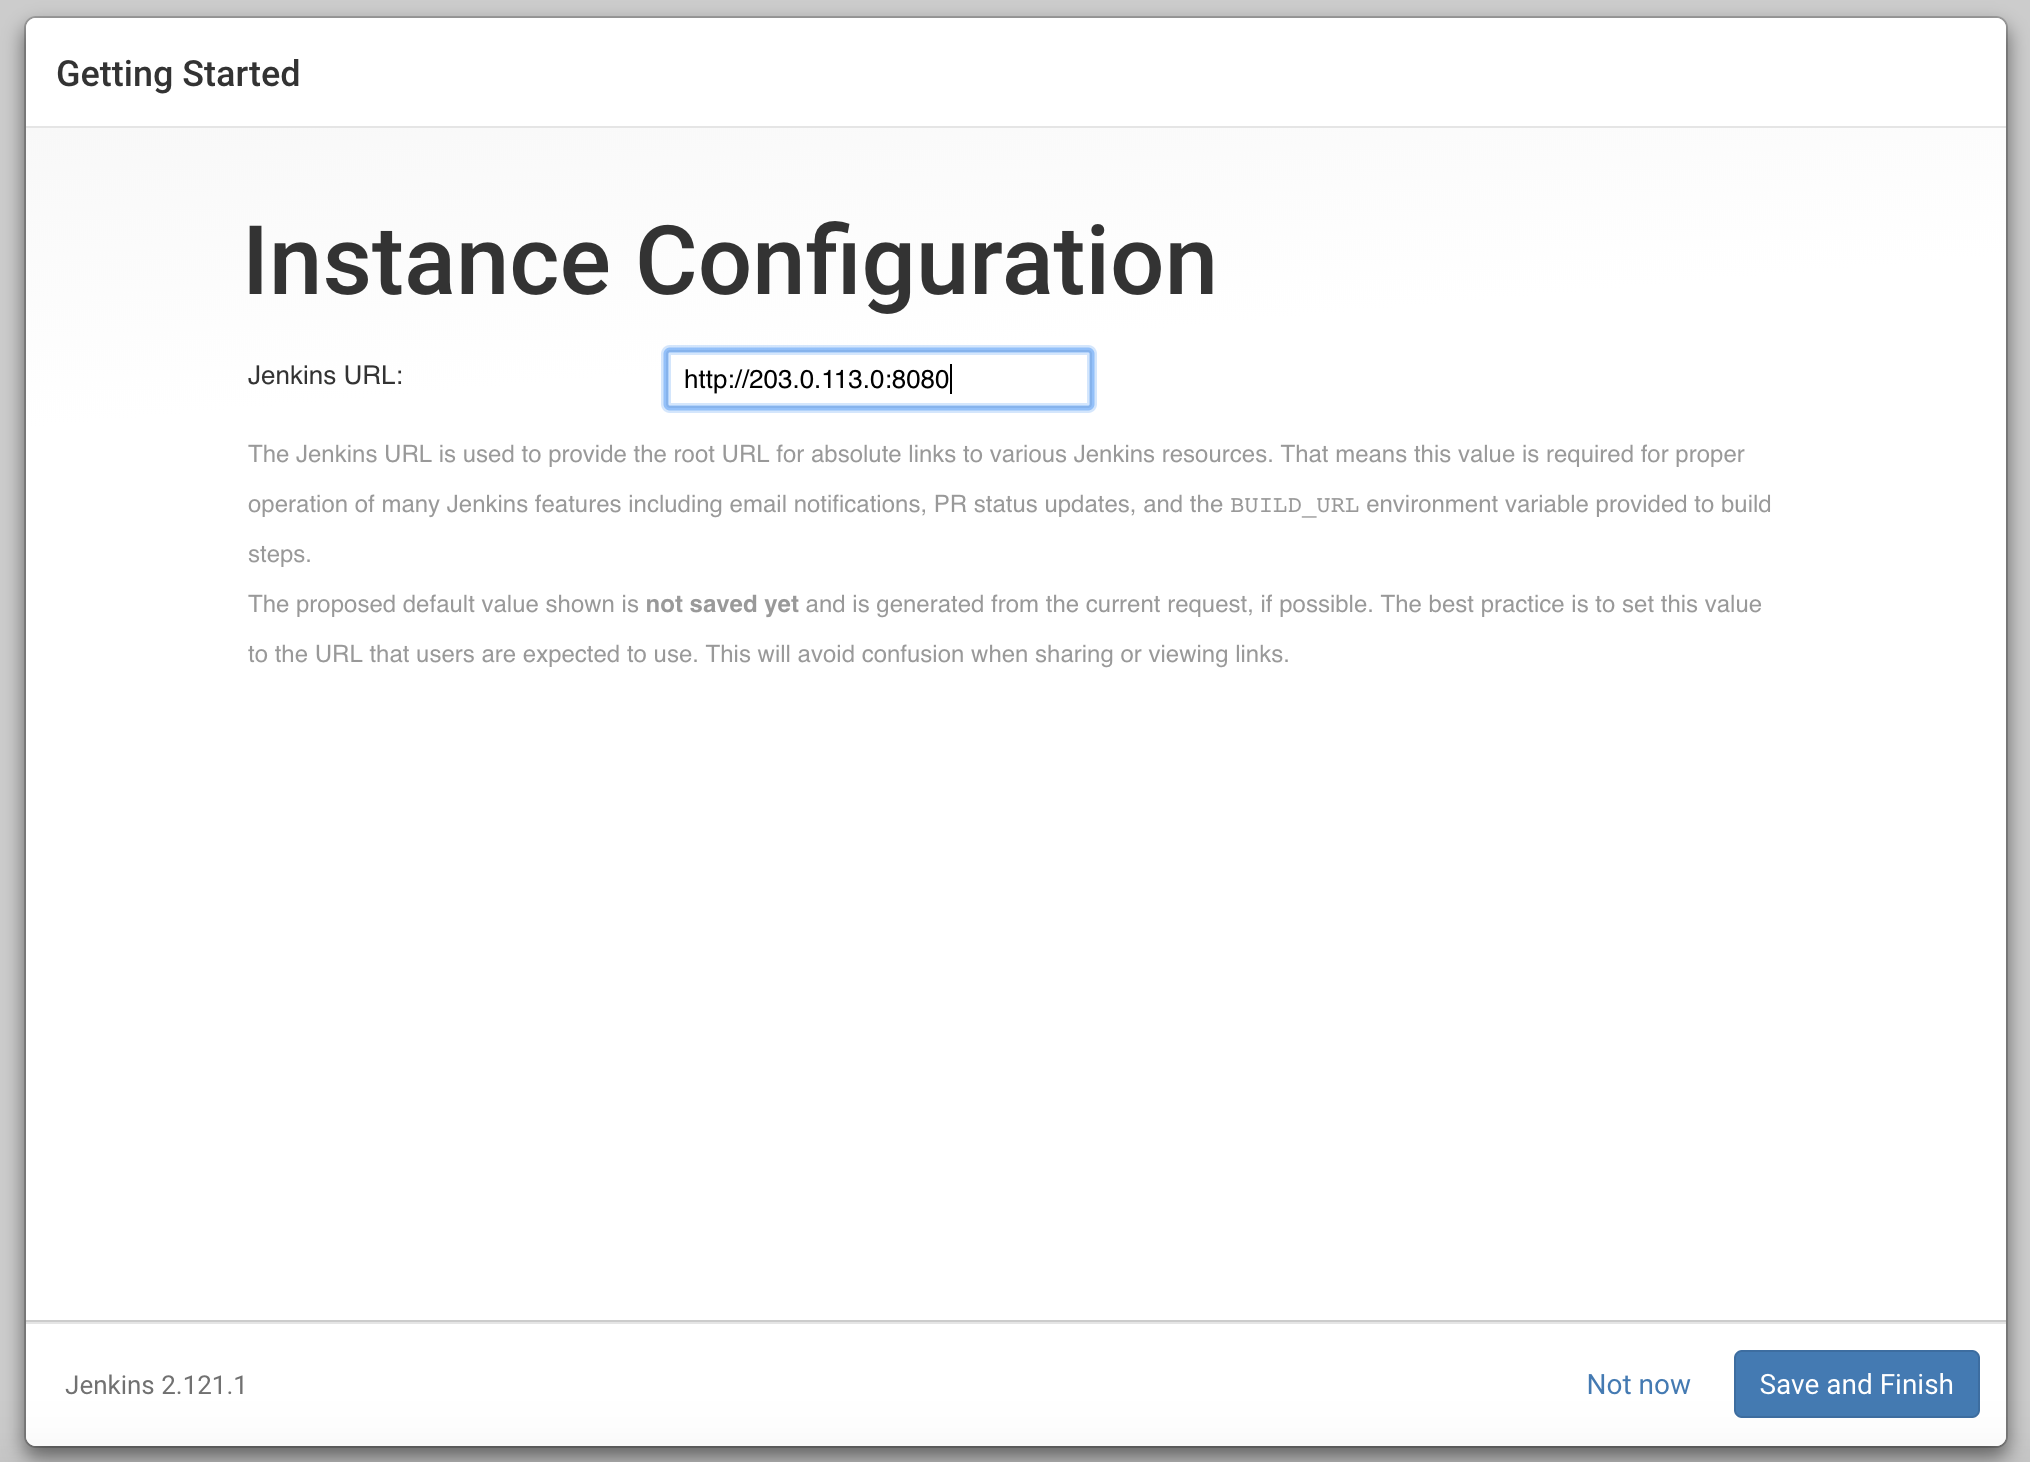 Getting Started
Instance Configuration
Jenkins URL:
http://203.0.113.0:8080
The Jenkins URL is used to provide the root URL for absolute links to various Jenkins resources. That means this value is required for proper
operation of many Jenkins features including email notifications, PR status updates, and the BUILD_URL environment variable provided to build
steps.
The proposed default value shown is not saved yet and is generated from the current request, if possible. The best practice is to set this value
to the URL that users are expected to use. This will avoid confusion when sharing or viewing links.
Jenkins 2.121.1
Not now
Save and Finish